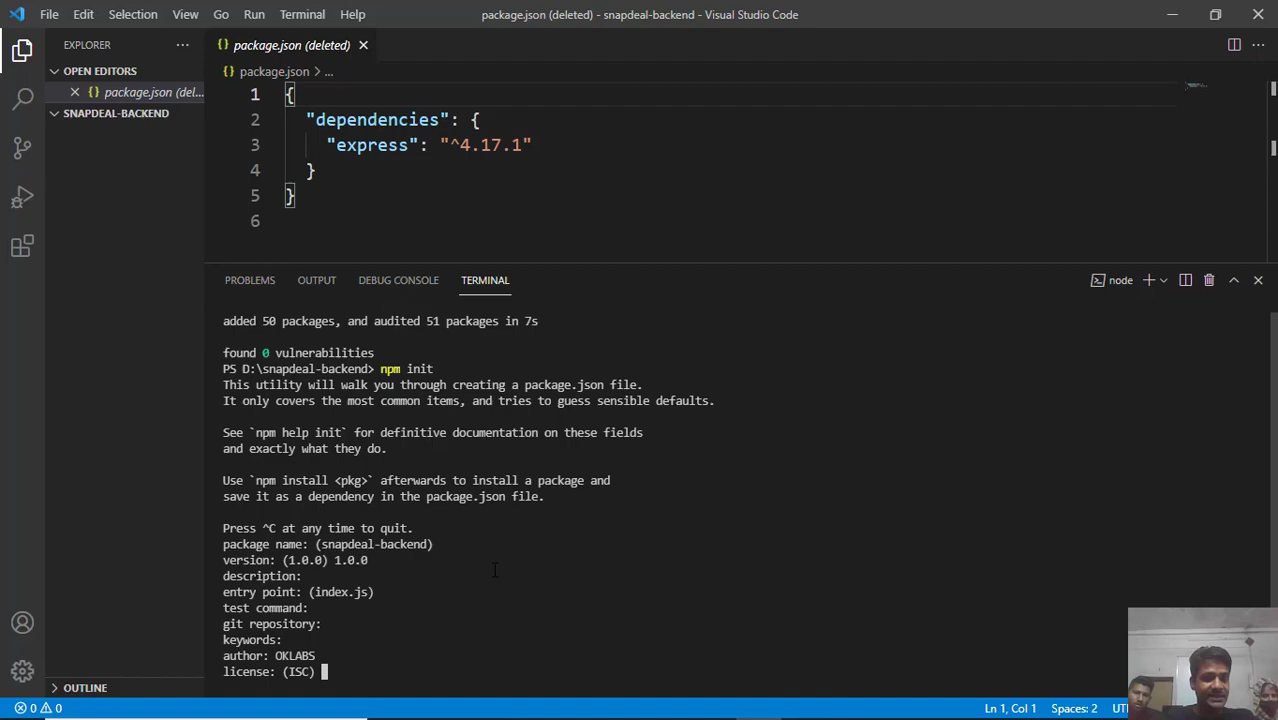 File Edit Selection View Go Run Terminal Help package.json (deleted) - snapdeal-backend - Visual Studio Code
EXPLORER
{} package.json (deleted)
OPEN EDITORS
{} package.json > ...
{} package.json (del...
SNAPDEAL-BACKEND
1 {
2 "dependencies": {
3 "express": "^4.17.1"
4 }
5 }
6
PROBLEMS OUTPUT DEBUG CONSOLE TERMINAL node
added 50 packages, and audited 51 packages in 7s
found 0 vulnerabilities
PS D:\snapdeal-backend> npm init
This utility will walk you through creating a package.json file.
It only covers the most common items, and tries to guess sensible defaults.
See `npm help init` for definitive documentation on these fields
and exactly what they do.
Use `npm install <pkg>` afterwards to install a package and
save it as a dependency in the package.json file.
Press ^C at any time to quit.
package name: (snapdeal-backend)
version: (1.0.0) 1.0.0
description:
entry point: (index.js)
test command:
git repository:
keywords:
author: OKLABS
license: (ISC)
OUTLINE
0 0 Ln 1, Col 1 Spaces: 2